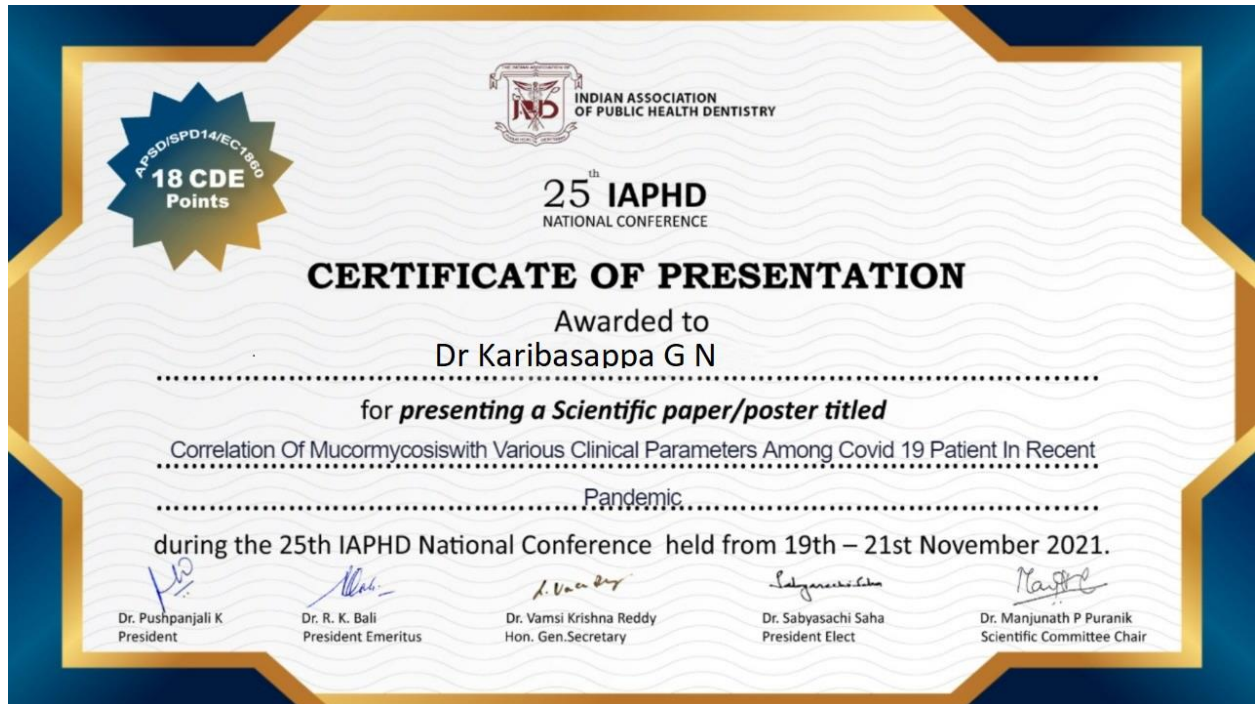 INDIAN ASSOCIATION
OF PUBLIC HEALTH DENTISTRY
APSD/SPD14/EC1860
18 CDE
Points
25th IAPHD
NATIONAL CONFERENCE
CERTIFICATE OF PRESENTATION
Awarded to
Dr Karibasappa G N
for presenting a Scientific paper/poster titled
Correlation Of Mucormycosiswith Various Clinical Parameters Among Covid 19 Patient In Recent
Pandemic
during the 25th IAPHD National Conference held from 19th – 21st November 2021.
Dr. Pushpanjali K
President
Dr. R. K. Bali
President Emeritus
Dr. Vamsi Krishna Reddy
Hon. Gen.Secretary
Dr. Sabyasachi Saha
President Elect
Dr. Manjunath P Puranik
Scientific Committee Chair